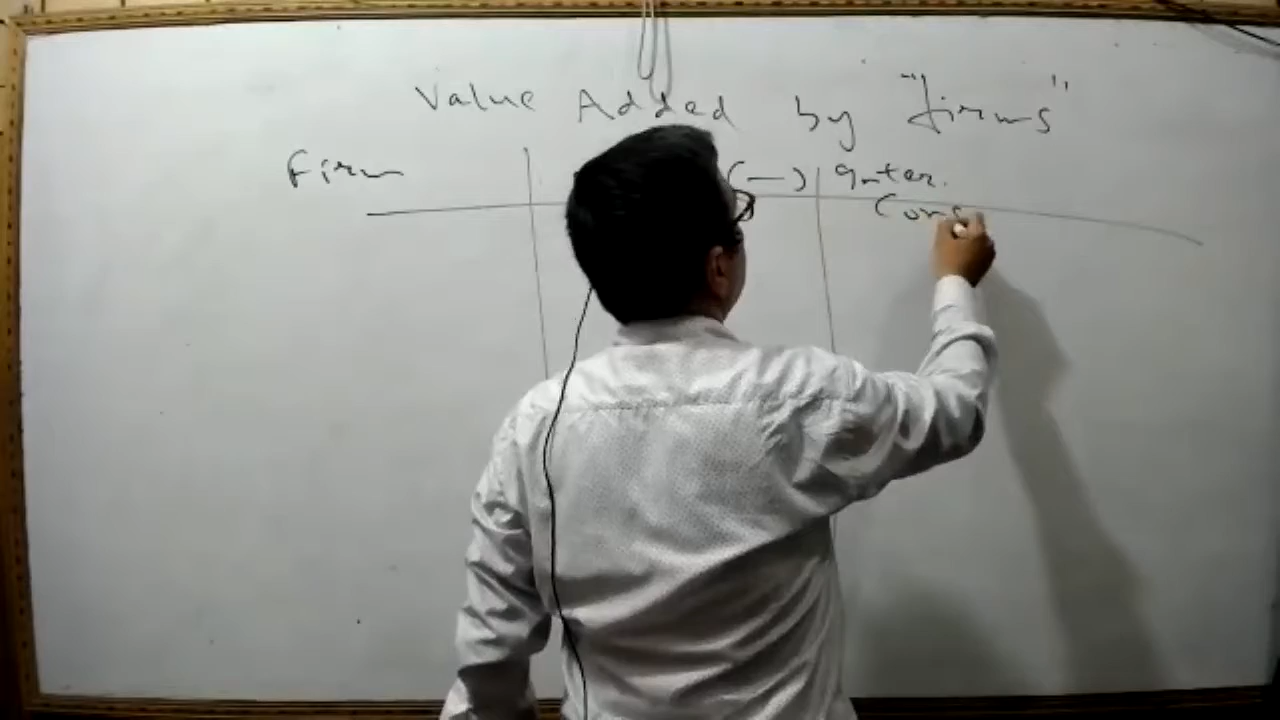 Value Added by "firms"
Firm (-) Inter.
Cons